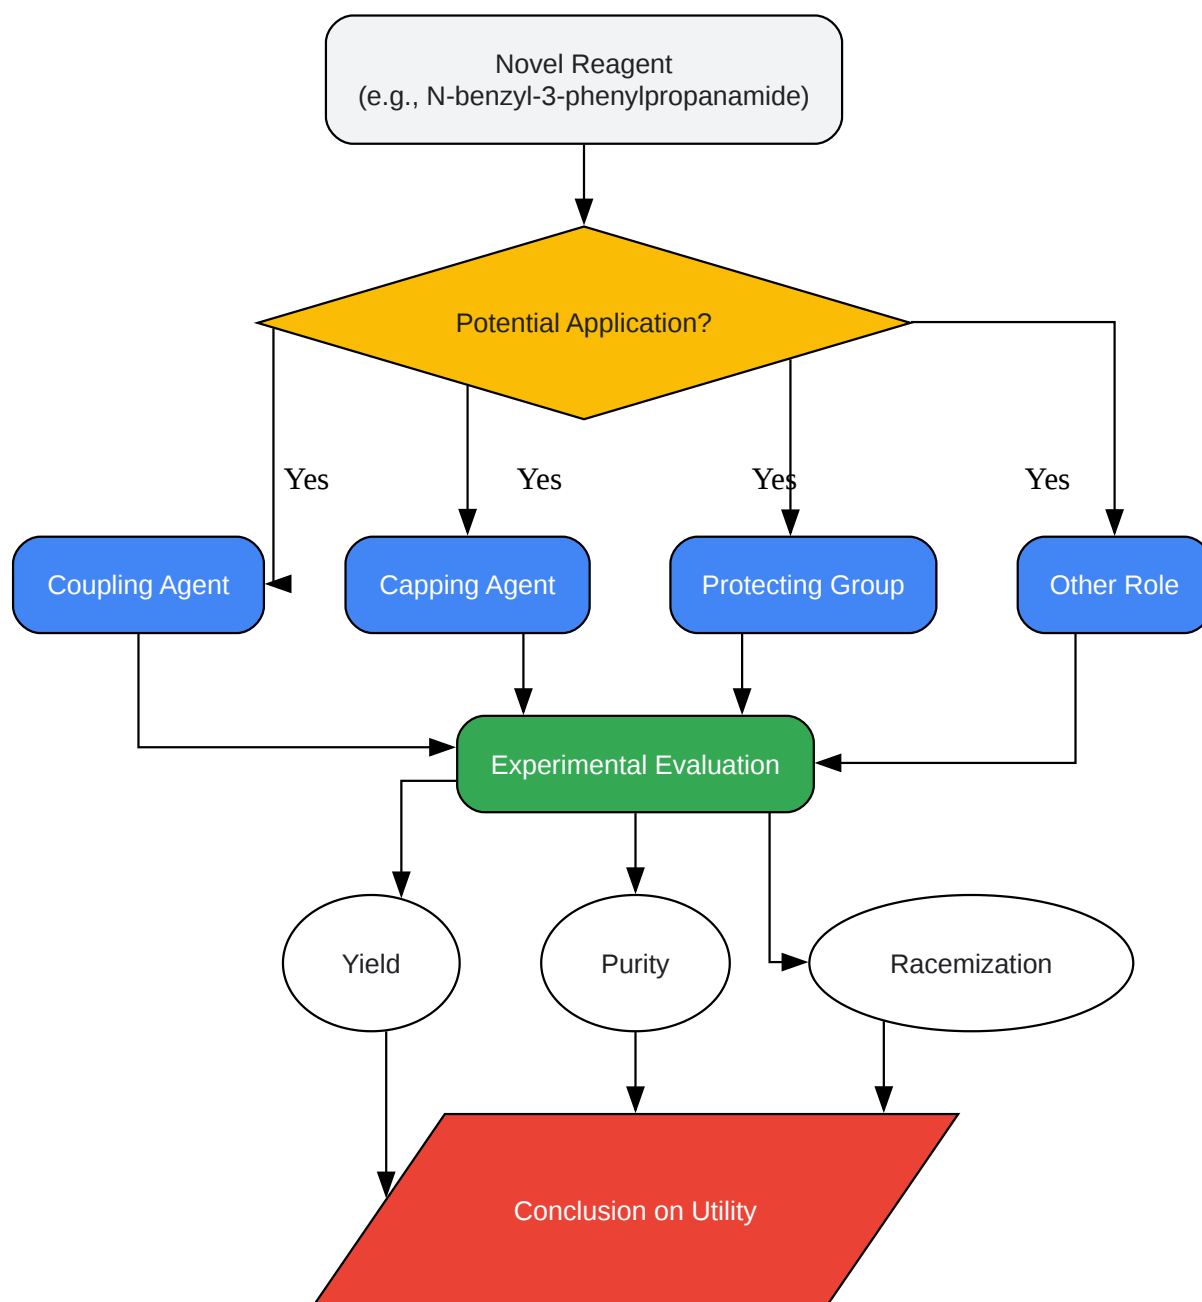 Novel Reagent
(e.g., N-benzyl-3-phenylpropanamide)
Potential Application?
Yes
Yes
Yes
Yes
Coupling Agent
Capping Agent
Protecting Group
Other Role
Experimental Evaluation
Yield
Purity
Racemization
Conclusion on Utility